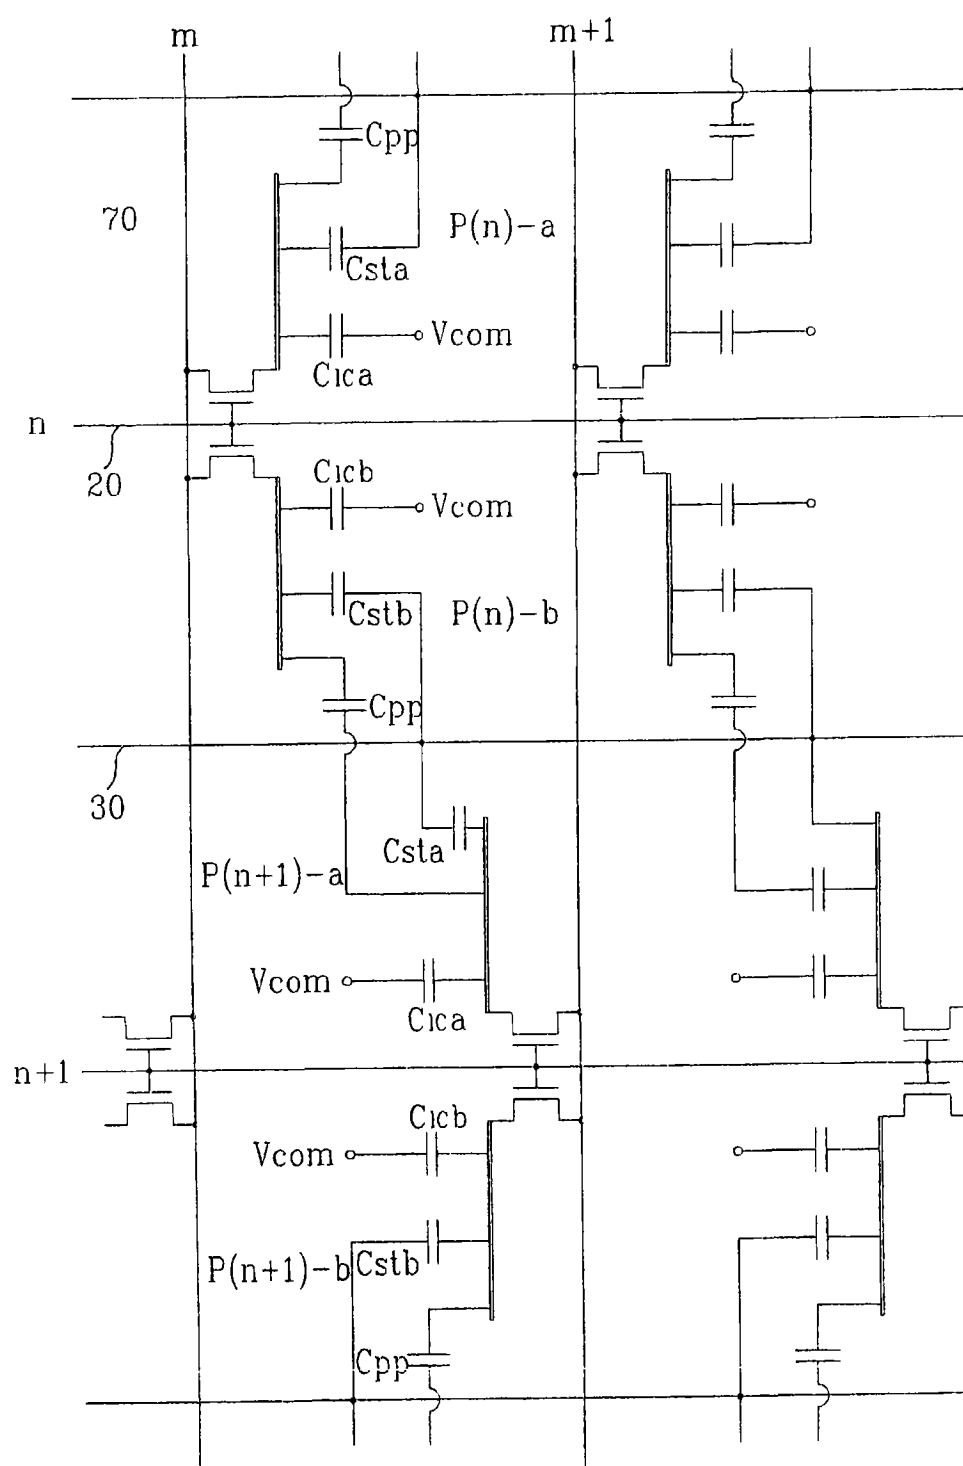 m
m+1
Cpp
70
P(n)-a
Csta
Vcom
Clca
n
20
Clcb
Vcom
Cstb
P(n)-b
Cpp
30
Csta
P(n+1)-a
Vcom
Clca
n+1
Clcb
Vcom
P(n+1)-b
Cstb
Cpp